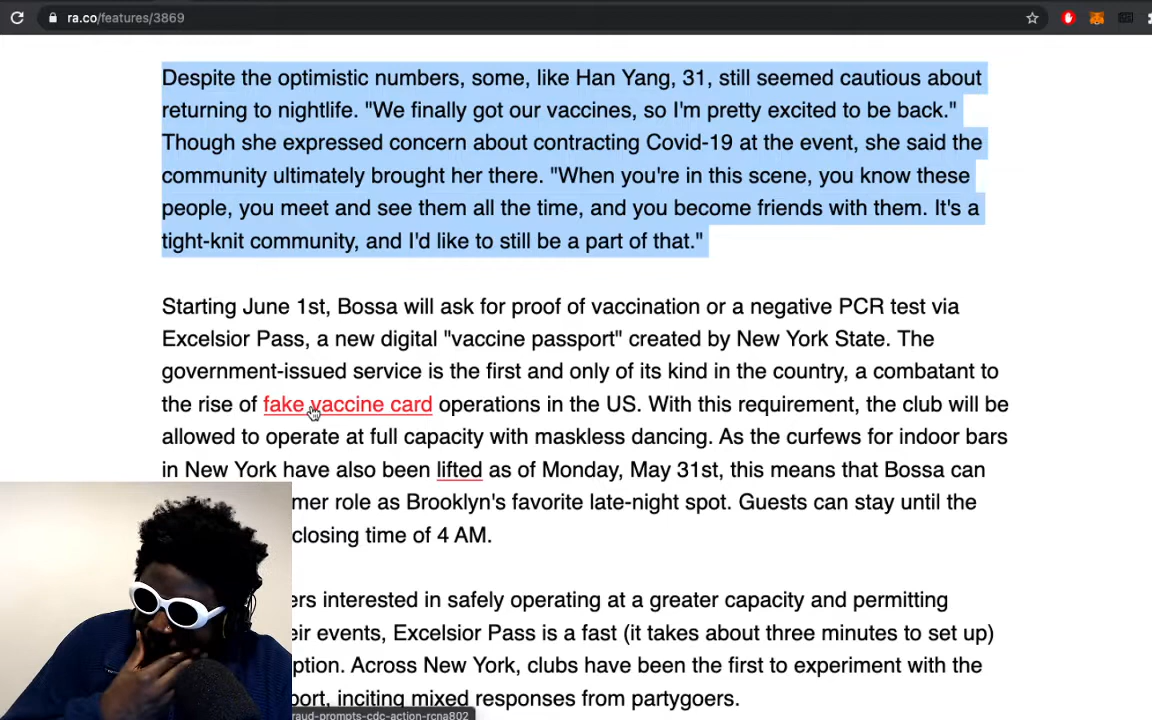 ra.co/features/3869
Despite the optimistic numbers, some, like Han Yang, 31, still seemed cautious about
returning to nightlife. "We finally got our vaccines, so I'm pretty excited to be back."
Though she expressed concern about contracting Covid-19 at the event, she said the
community ultimately brought her there. "When you're in this scene, you know these
people, you meet and see them all the time, and you become friends with them. It's a
tight-knit community, and I'd like to still be a part of that."
Starting June 1st, Bossa will ask for proof of vaccination or a negative PCR test via
Excelsior Pass, a new digital "vaccine passport" created by New York State. The
government-issued service is the first and only of its kind in the country, a combatant to
the rise of fake vaccine card operations in the US. With this requirement, the club will be
allowed to operate at full capacity with maskless dancing. As the curfews for indoor bars
in New York have also been lifted as of Monday, May 31st, this means that Bossa can
mer role as Brooklyn's favorite late-night spot. Guests can stay until the
closing time of 4 AM.
ers interested in safely operating at a greater capacity and permitting
eir events, Excelsior Pass is a fast (it takes about three minutes to set up)
ption. Across New York, clubs have been the first to experiment with the
port, inciting mixed responses from partygoers.
raud-prompts-cdc-action-rcna802